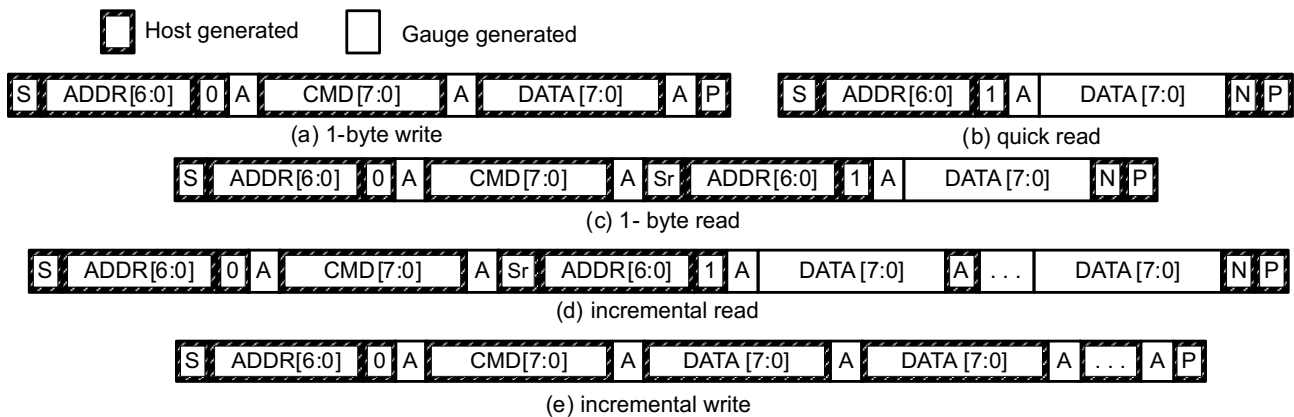 Host generated Gauge generated
S ADDR[6:0] 0 A CMD[7:0] A DATA[7:0] A P S ADDR[6:0] 1 A DATA[7:0] N P
(a) 1-byte write (b) quick read
S ADDR[6:0] 0 A CMD[7:0] A Sr ADDR[6:0] 1 A DATA[7:0] N P
(c) 1- byte read
S ADDR[6:0] 0 A CMD[7:0] A Sr ADDR[6:0] 1 A DATA[7:0] A . . . DATA[7:0] N P
(d) incremental read
S ADDR[6:0] 0 A CMD[7:0] A DATA[7:0] A DATA[7:0] A . . . A P
(e) incremental write